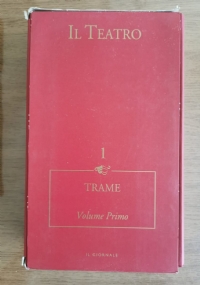 IL TEATRO
1
TRAME
Volume Primo
IL GIORNALE